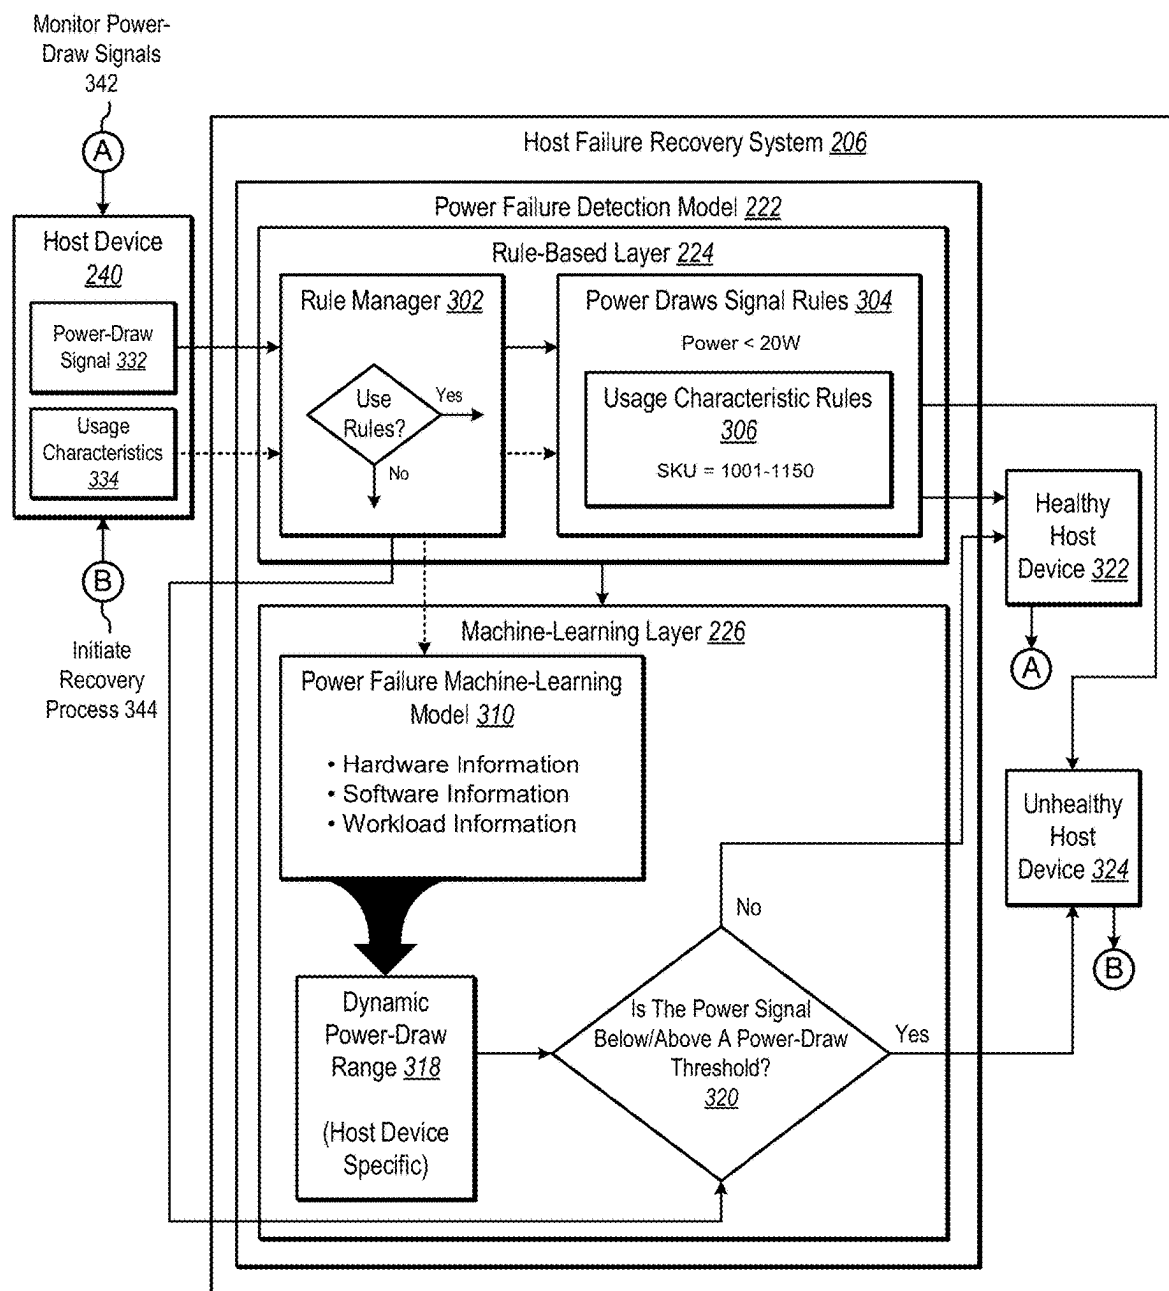 Monitor Power-
Draw Signals
342
A
Host Failure Recovery System 206
Power Failure Detection Model 222
Rule-Based Layer 224
Host Device
240
Power-Draw
Signal 332
Usage
Characteristics
334
Rule Manager 302
Use
Rules?
Yes
No
Power Draws Signal Rules 304
Power < 20W
Usage Characteristic Rules
306
SKU = 1001-1150
Healthy
Host
Device 322
A
B
Initiate
Recovery
Process 344
Machine-Learning Layer 226
Power Failure Machine-Learning
Model 310
• Hardware Information
• Software Information
• Workload Information
Unhealthy
Host
Device 324
B
Dynamic
Power-Draw
Range 318
(Host Device
Specific)
Is The Power Signal
Below/Above A Power-Draw
Threshold?
320
No
Yes